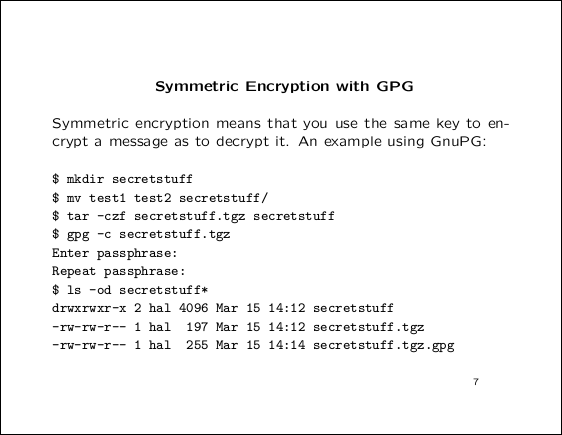 Symmetric Encryption with GPG
Symmetric encryption means that you use the same key to en-
crypt a message as to decrypt it. An example using GnuPG:
$ mkdir secretstuff
$ mv test1 test2 secretstuff/
$ tar -czf secretstuff.tgz secretstuff
$ gpg -c secretstuff.tgz
Enter passphrase:
Repeat passphrase:
$ ls -od secretstuff*
drwxrwxr-x 2 hal 4096 Mar 15 14:12 secretstuff
-rw-rw-r-- 1 hal  197 Mar 15 14:12 secretstuff.tgz
-rw-rw-r-- 1 hal  255 Mar 15 14:14 secretstuff.tgz.gpg
7